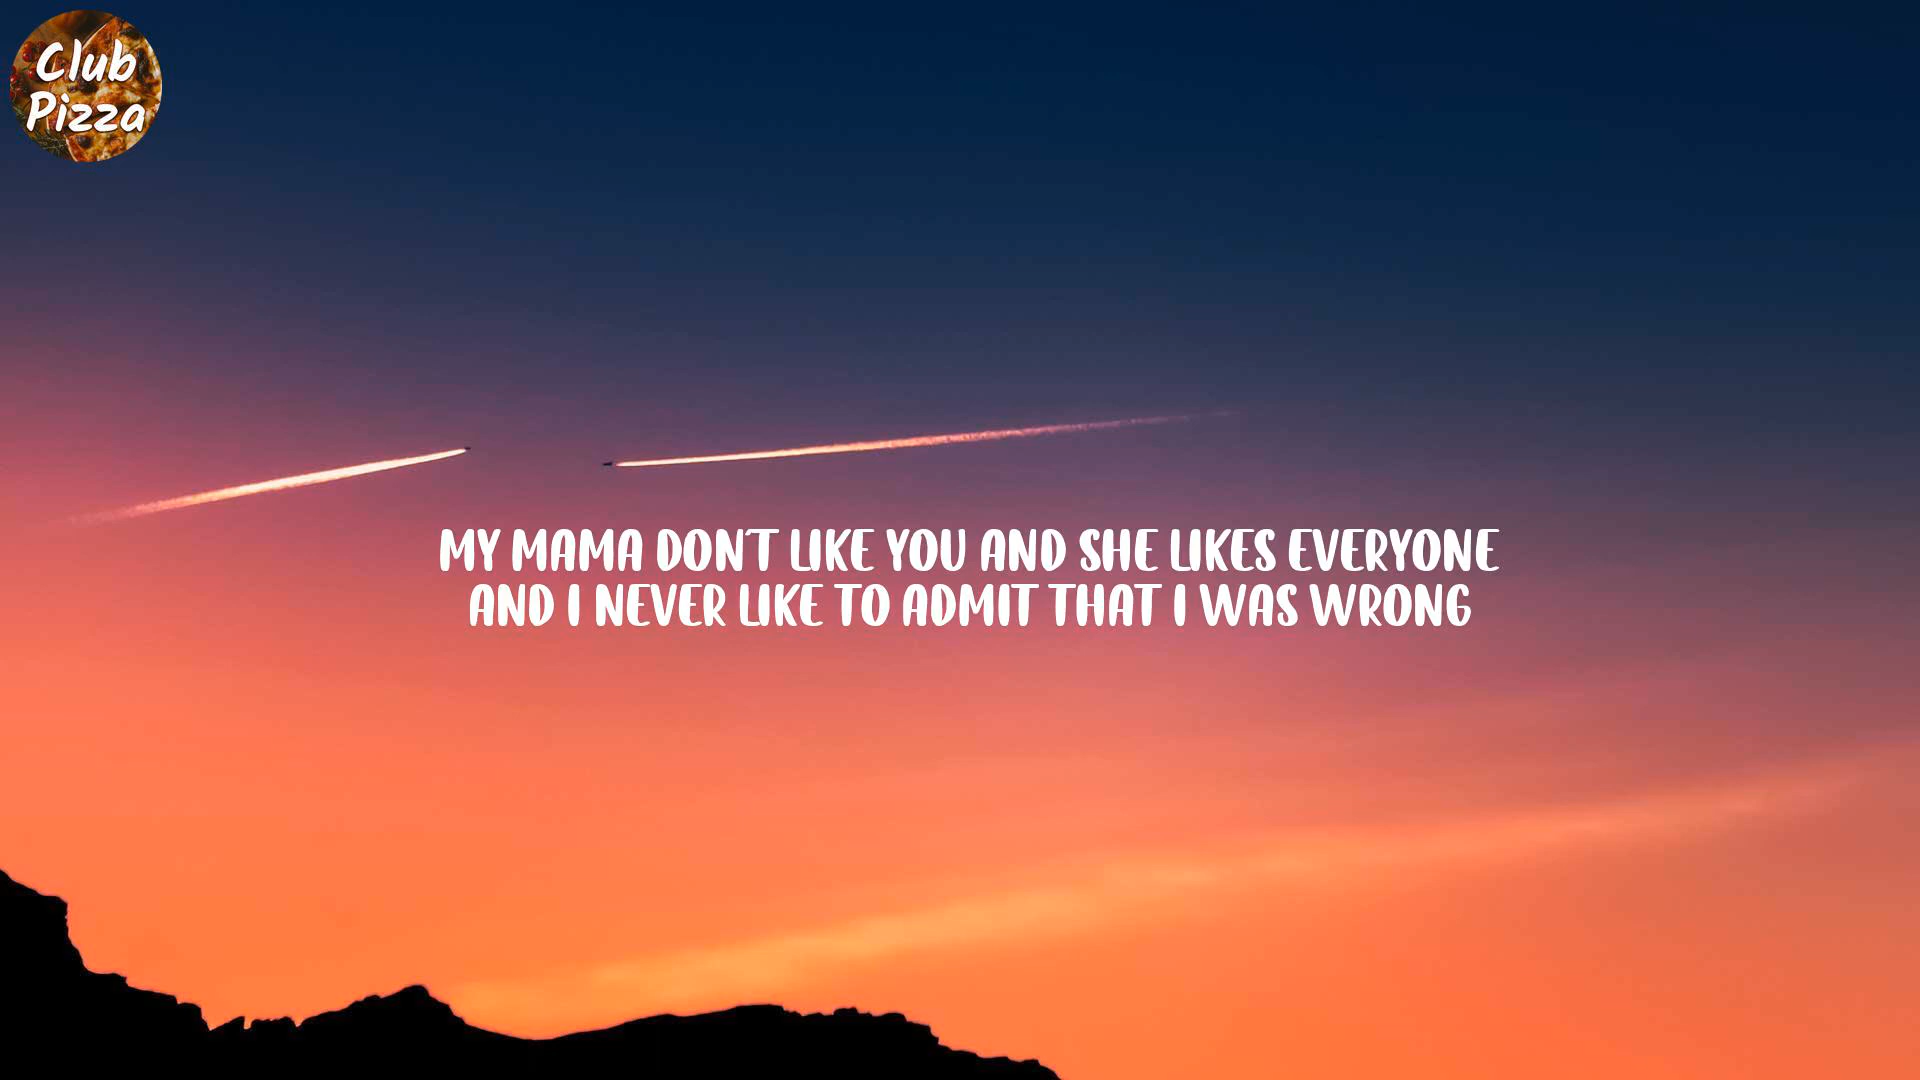 Club
Pizza
MY MAMA DON'T LIKE YOU AND SHE LIKES EVERYONE
AND I NEVER LIKE TO ADMIT THAT I WAS WRONG